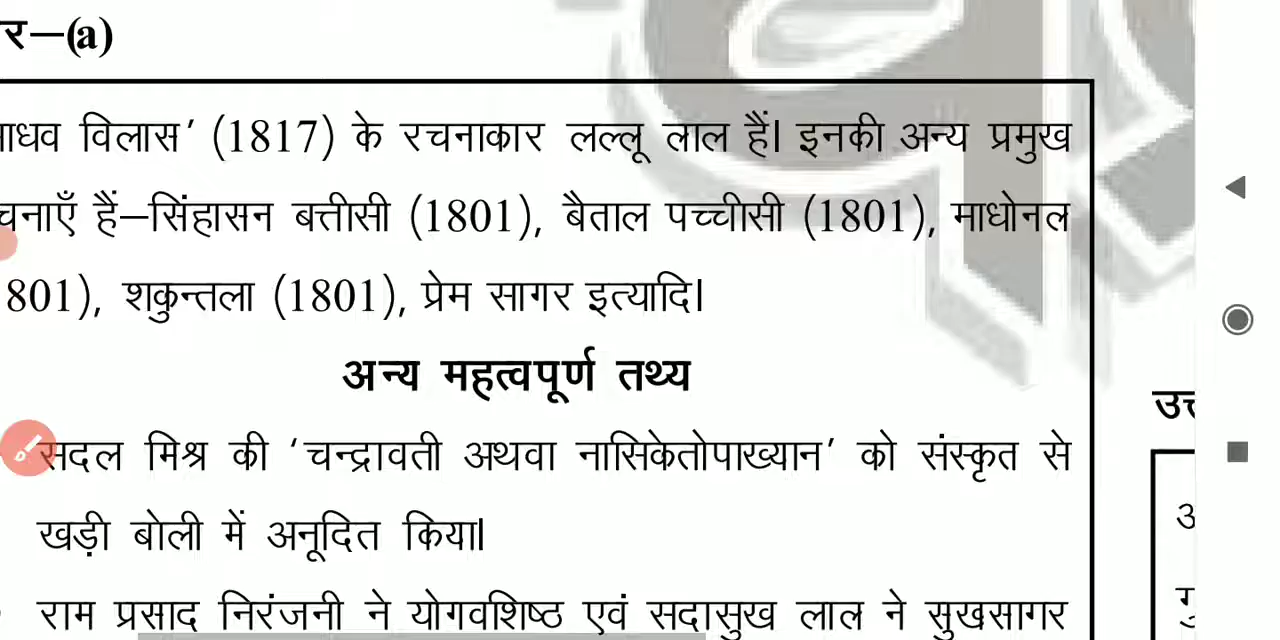 र–(a)
ाधव विलास’ (1817) के रचनाकार लल्लू लाल हैं। इनकी अन्य प्रमुख
चनाएँ हैं–सिंहासन बत्तीसी (1801), बैताल पच्चीसी (1801), माधोनल
801), शकुन्तला (1801), प्रेम सागर इत्यादि।
अन्य महत्वपूर्ण तथ्य
सदल मिश्र की ‘चन्द्रावती अथवा नासिकेतोपाख्यान’ को संस्कृत से
खड़ी बोली में अनूदित किया।
राम प्रसाद निरंजनी ने योगवशिष्ठ एवं सदासुख लाल ने सुखसागर